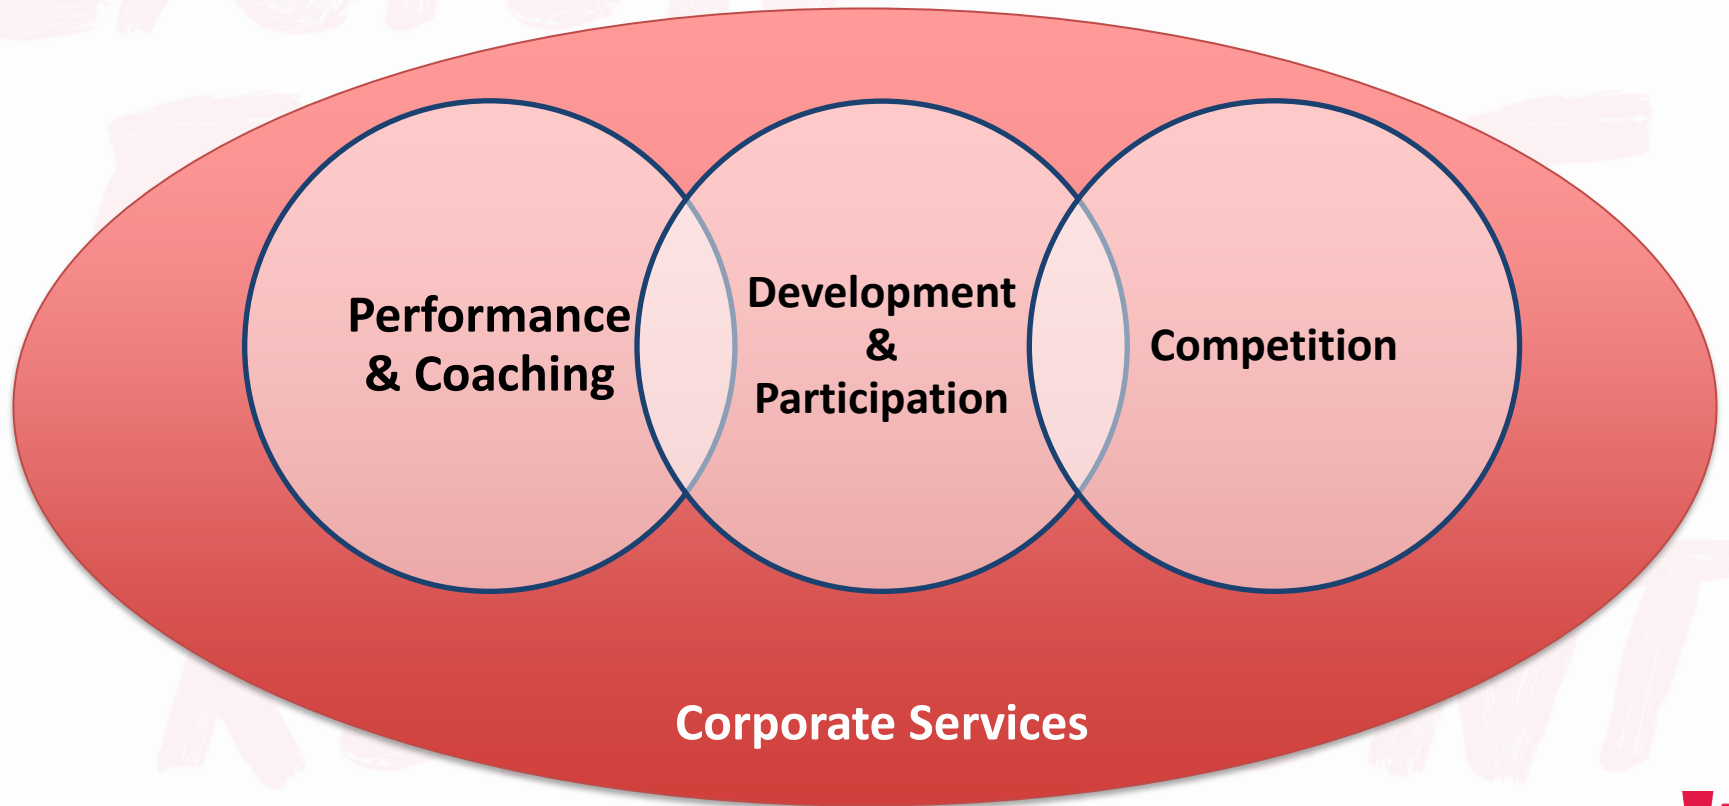 Performance
& Coaching
Development
&
Participation
Competition
Corporate Services